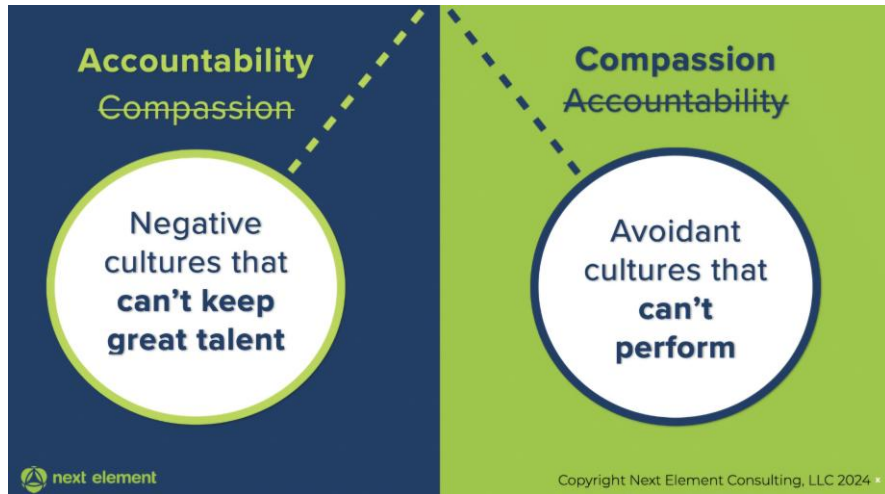 Accountability
Compassion
Negative
cultures that
can't keep
great talent
Compassion
Accountability
Avoidant
cultures that
can't
perform
next element
Copyright Next Element Consulting, LLC 2024